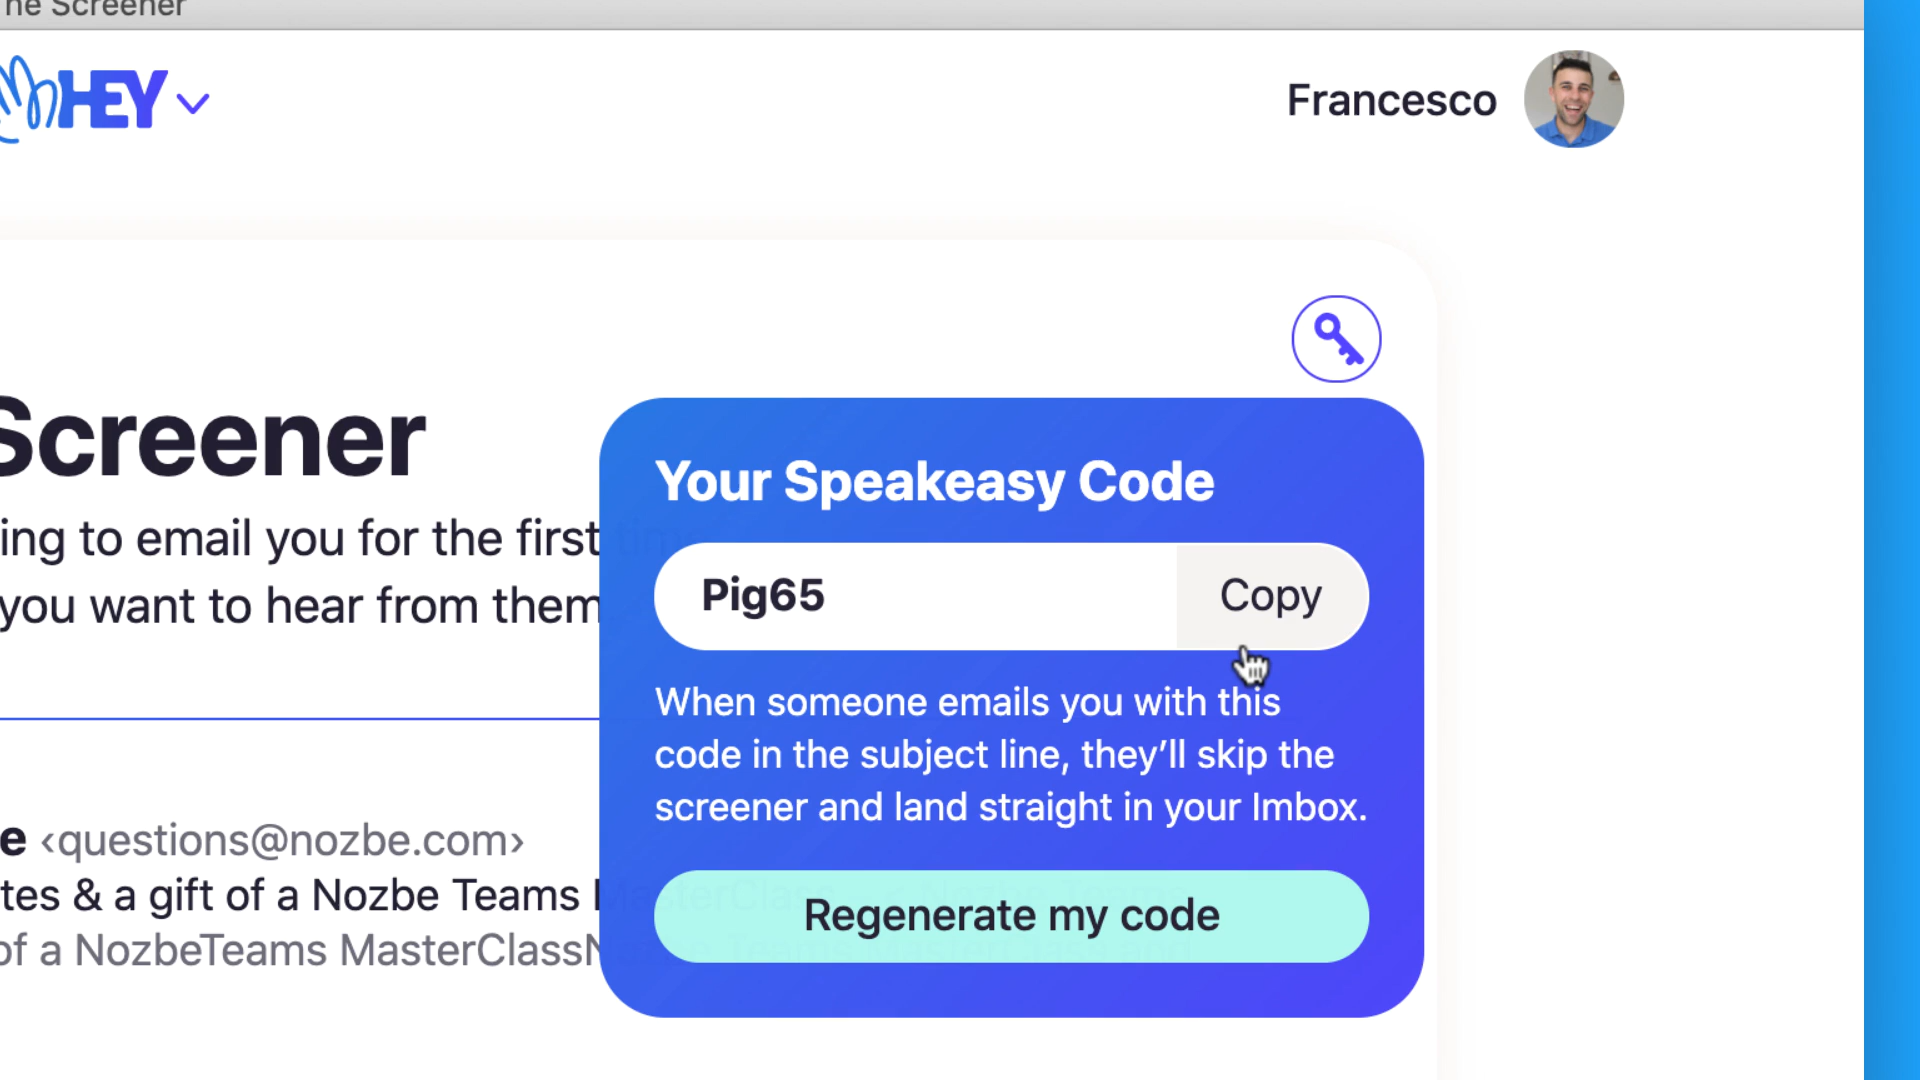 he Screener
HEY
Francesco
Screener
ing to email you for the first time
you want to hear from them
Your Speakeasy Code
Pig65
Copy
When someone emails you with this
code in the subject line, they’ll skip the
screener and land straight in your Imbox.
Regenerate my code
e <questions@nozbe.com>
tes & a gift of a Nozbe Teams MasterClass
of a NozbeTeams MasterClass